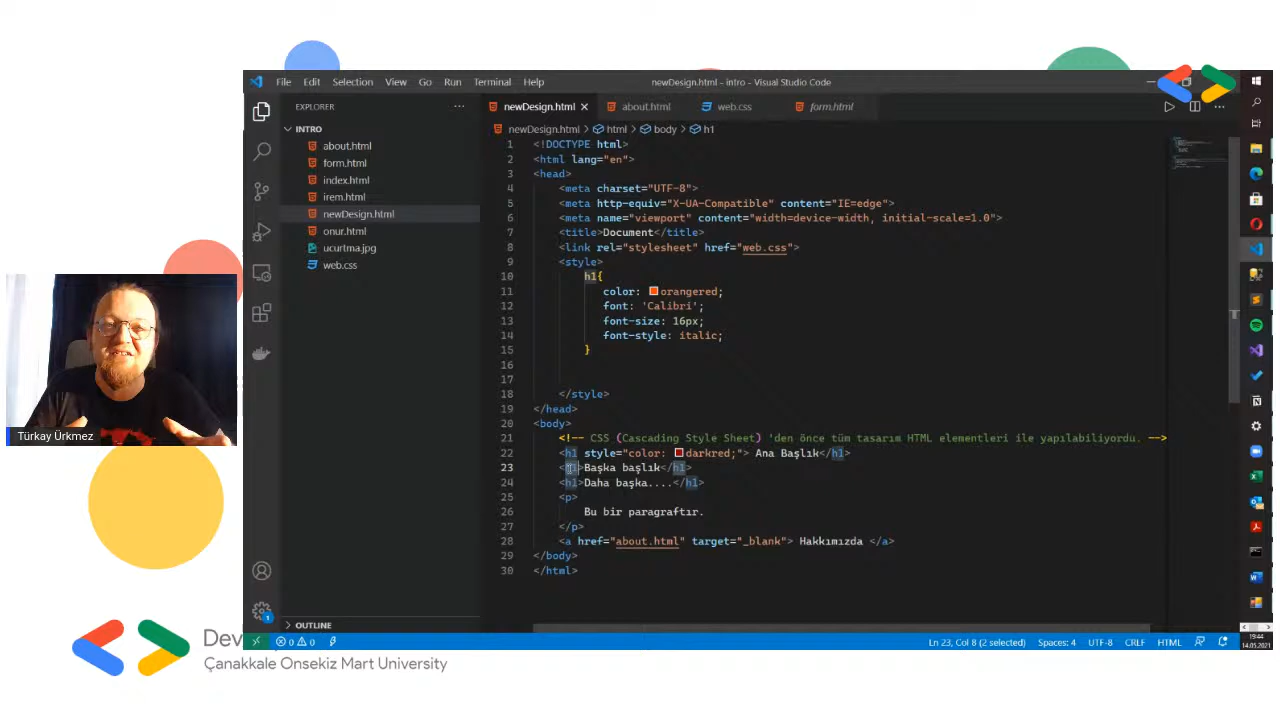 File Edit Selection View Go Run Terminal Help
newDesign.html - intro - Visual Studio Code
EXPLORER
newDesign.html
about.html
web.css
form.html
INTRO
about.html
form.html
index.html
irem.html
newDesign.html
onur.html
ucurtma.jpg
web.css
OUTLINE
newDesign.html > html > body > h1
1 <!DOCTYPE html>
2 <html lang="en">
3 <head>
4 <meta charset="UTF-8">
5 <meta http-equiv="X-UA-Compatible" content="IE=edge">
6 <meta name="viewport" content="width=device-width, initial-scale=1.0">
7 <title>Document</title>
8 <link rel="stylesheet" href="web.css">
9 <style>
10 h1{
11 color: orangered;
12 font: 'Calibri';
13 font-size: 16px;
14 font-style: italic;
15 }
16
17
18 </style>
19 </head>
20 <body>
21 <!-- CSS (Cascading Style Sheet) 'den önce tüm tasarım HTML elementleri ile yapılabiliyordu. -->
22 <h1 style="color: darkred;"> Ana Başlık</h1>
23 <h1>Başka başlık</h1>
24 <h1>Daha başka....</h1>
25 <p>
26 Bu bir paragraftır.
27 </p>
28 <a href="about.html" target="_blank"> Hakkımızda </a>
29 </body>
30 </html>
Türkay Ürkmez
0 0
Ln 23, Col 8 (2 selected) Spaces: 4 UTF-8 CRLF HTML
19:44
14.05.2021
Dev
Çanakkale Onsekiz Mart University